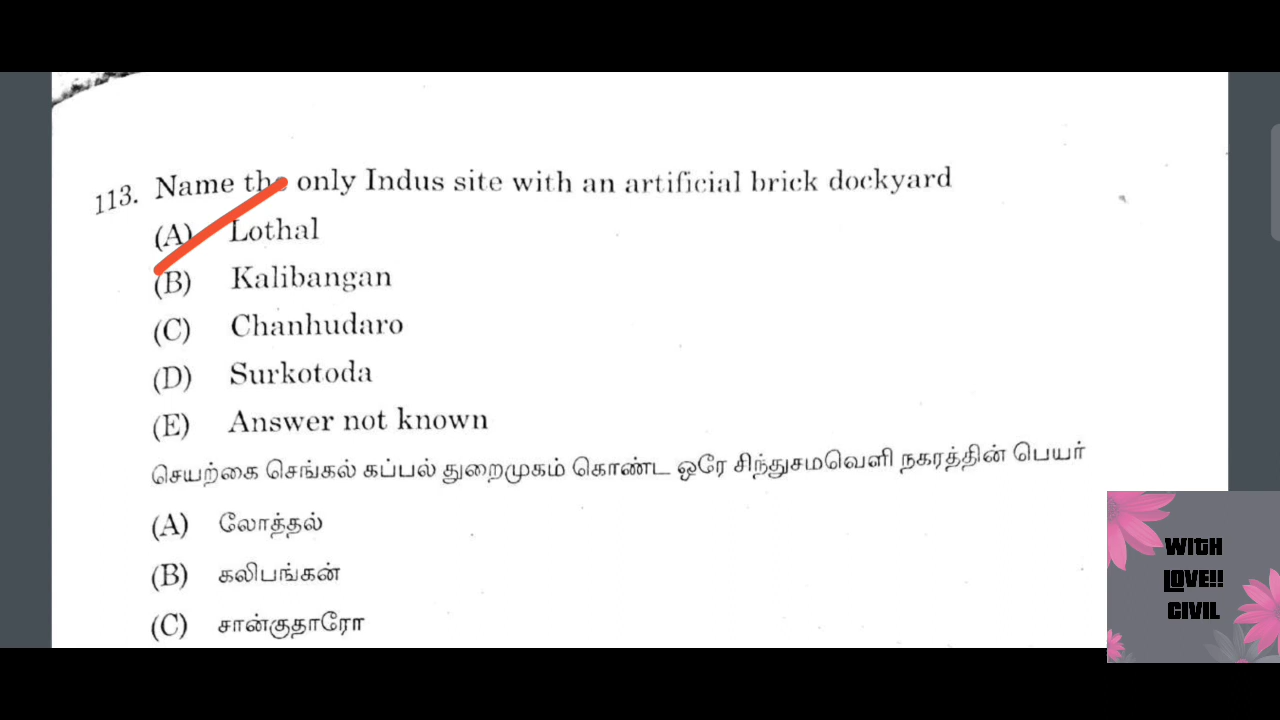 113. Name the only Indus site with an artificial brick dockyard
(A) Lothal
(B) Kalibangan
(C) Chanhudaro
(D) Surkotoda
(E) Answer not known
செயற்கை செங்கல் கப்பல் துறைமுகம் கொண்ட ஒரே சிந்துசமவெளி நகரத்தின் பெயர்
(A) லோத்தல்
(B) கலிபங்கன்
(C) சான்குதாரோ
WITH
LOVE!!
CIVIL